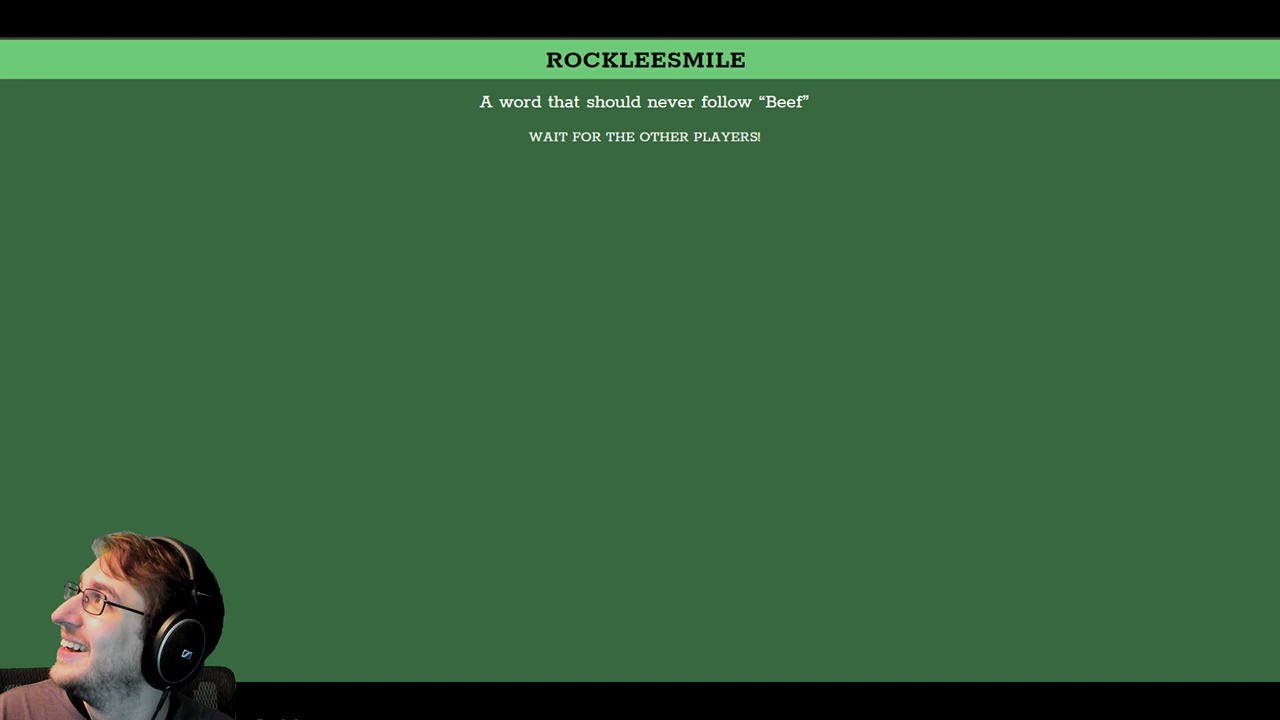 ROCKLEESMILE
A word that should never follow “Beef”
WAIT FOR THE OTHER PLAYERS!